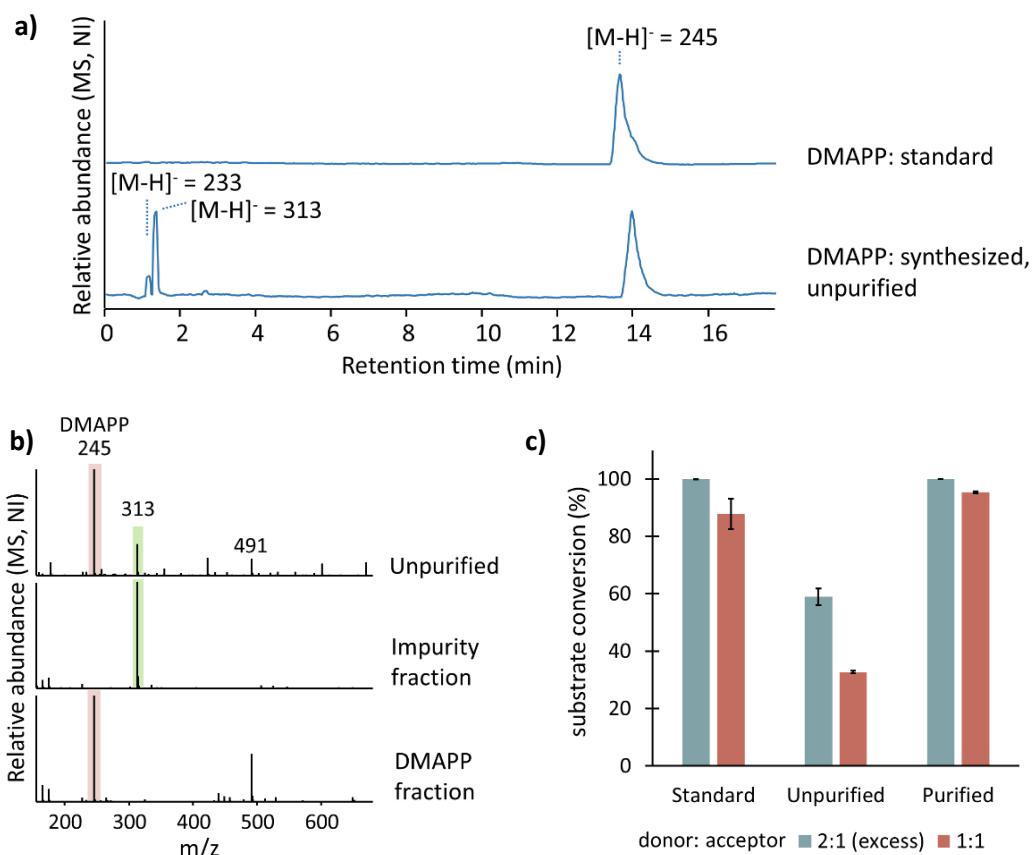 a)
Relative abundance (MS, NI)
[M-H]⁻ = 245
DMAPP: standard
[M-H]⁻ = 233
[M-H]⁻ = 313
DMAPP: synthesized,
unpurified
0 2 4 6 8 10 12 14 16
Retention time (min)
b)
Relative abundance (MS, NI)
DMAPP
245
313
491
Unpurified
Impurity
fraction
DMAPP
fraction
200 300 400 500 600
m/z
c)
substrate conversion (%)
100
80
60
40
20
0
Standard Unpurified Purified
donor: acceptor 2:1 (excess) 1:1